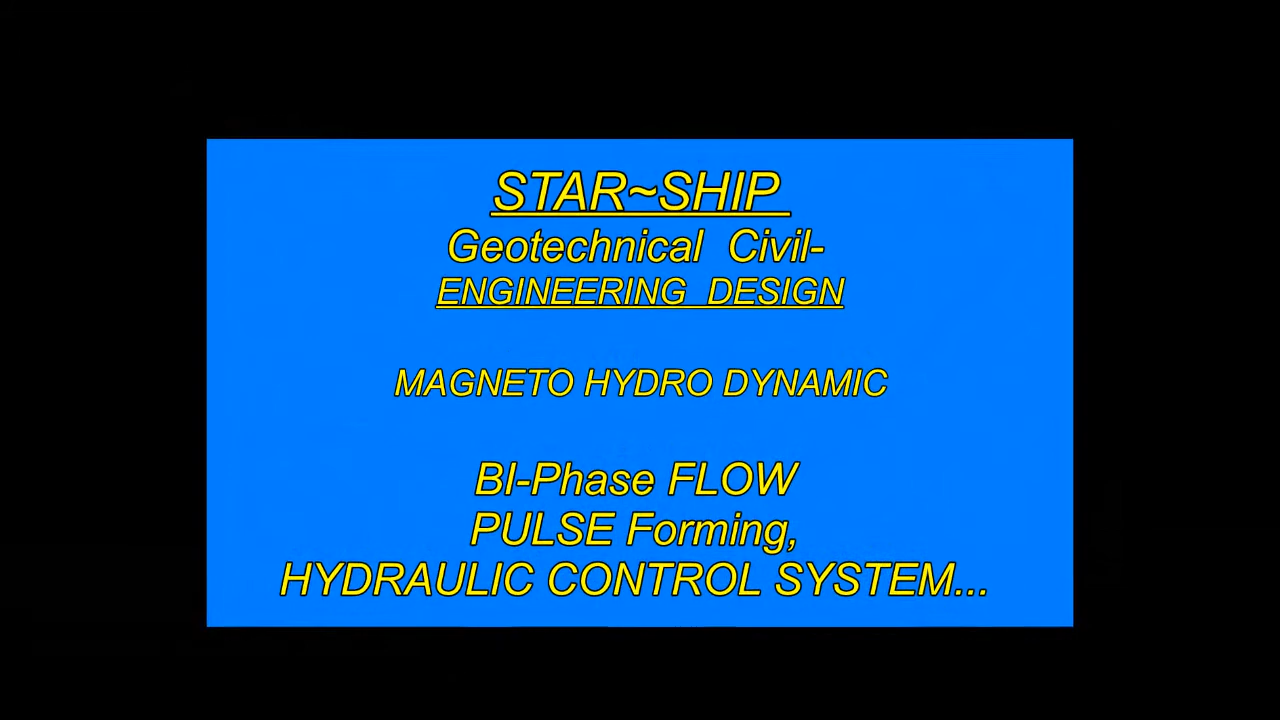 STAR~SHIP
Geotechnical Civil-
ENGINEERING DESIGN
MAGNETO HYDRO DYNAMIC
BI-Phase FLOW
PULSE Forming,
HYDRAULIC CONTROL SYSTEM...